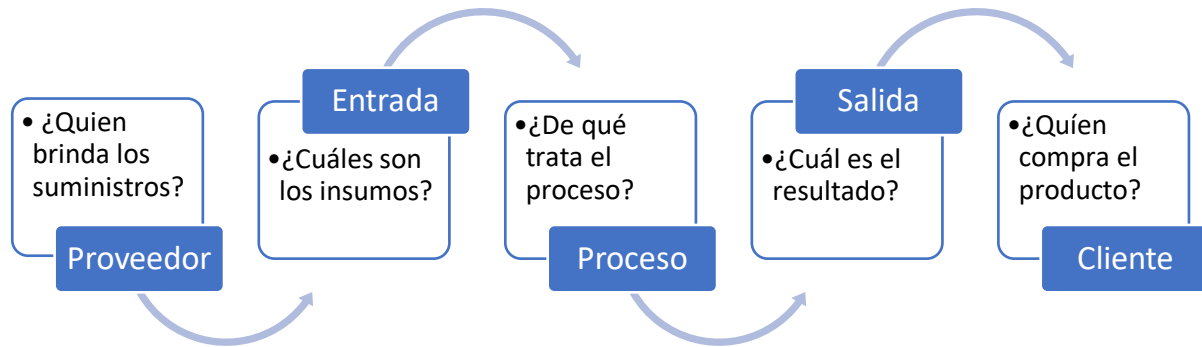 • ¿Quien
brinda los
suministros?
Proveedor
Entrada
•¿Cuáles son
los insumos?
•¿De qué
trata el
proceso?
Proceso
Salida
•¿Cuál es el
resultado?
•¿Quíen
compra el
producto?
Cliente